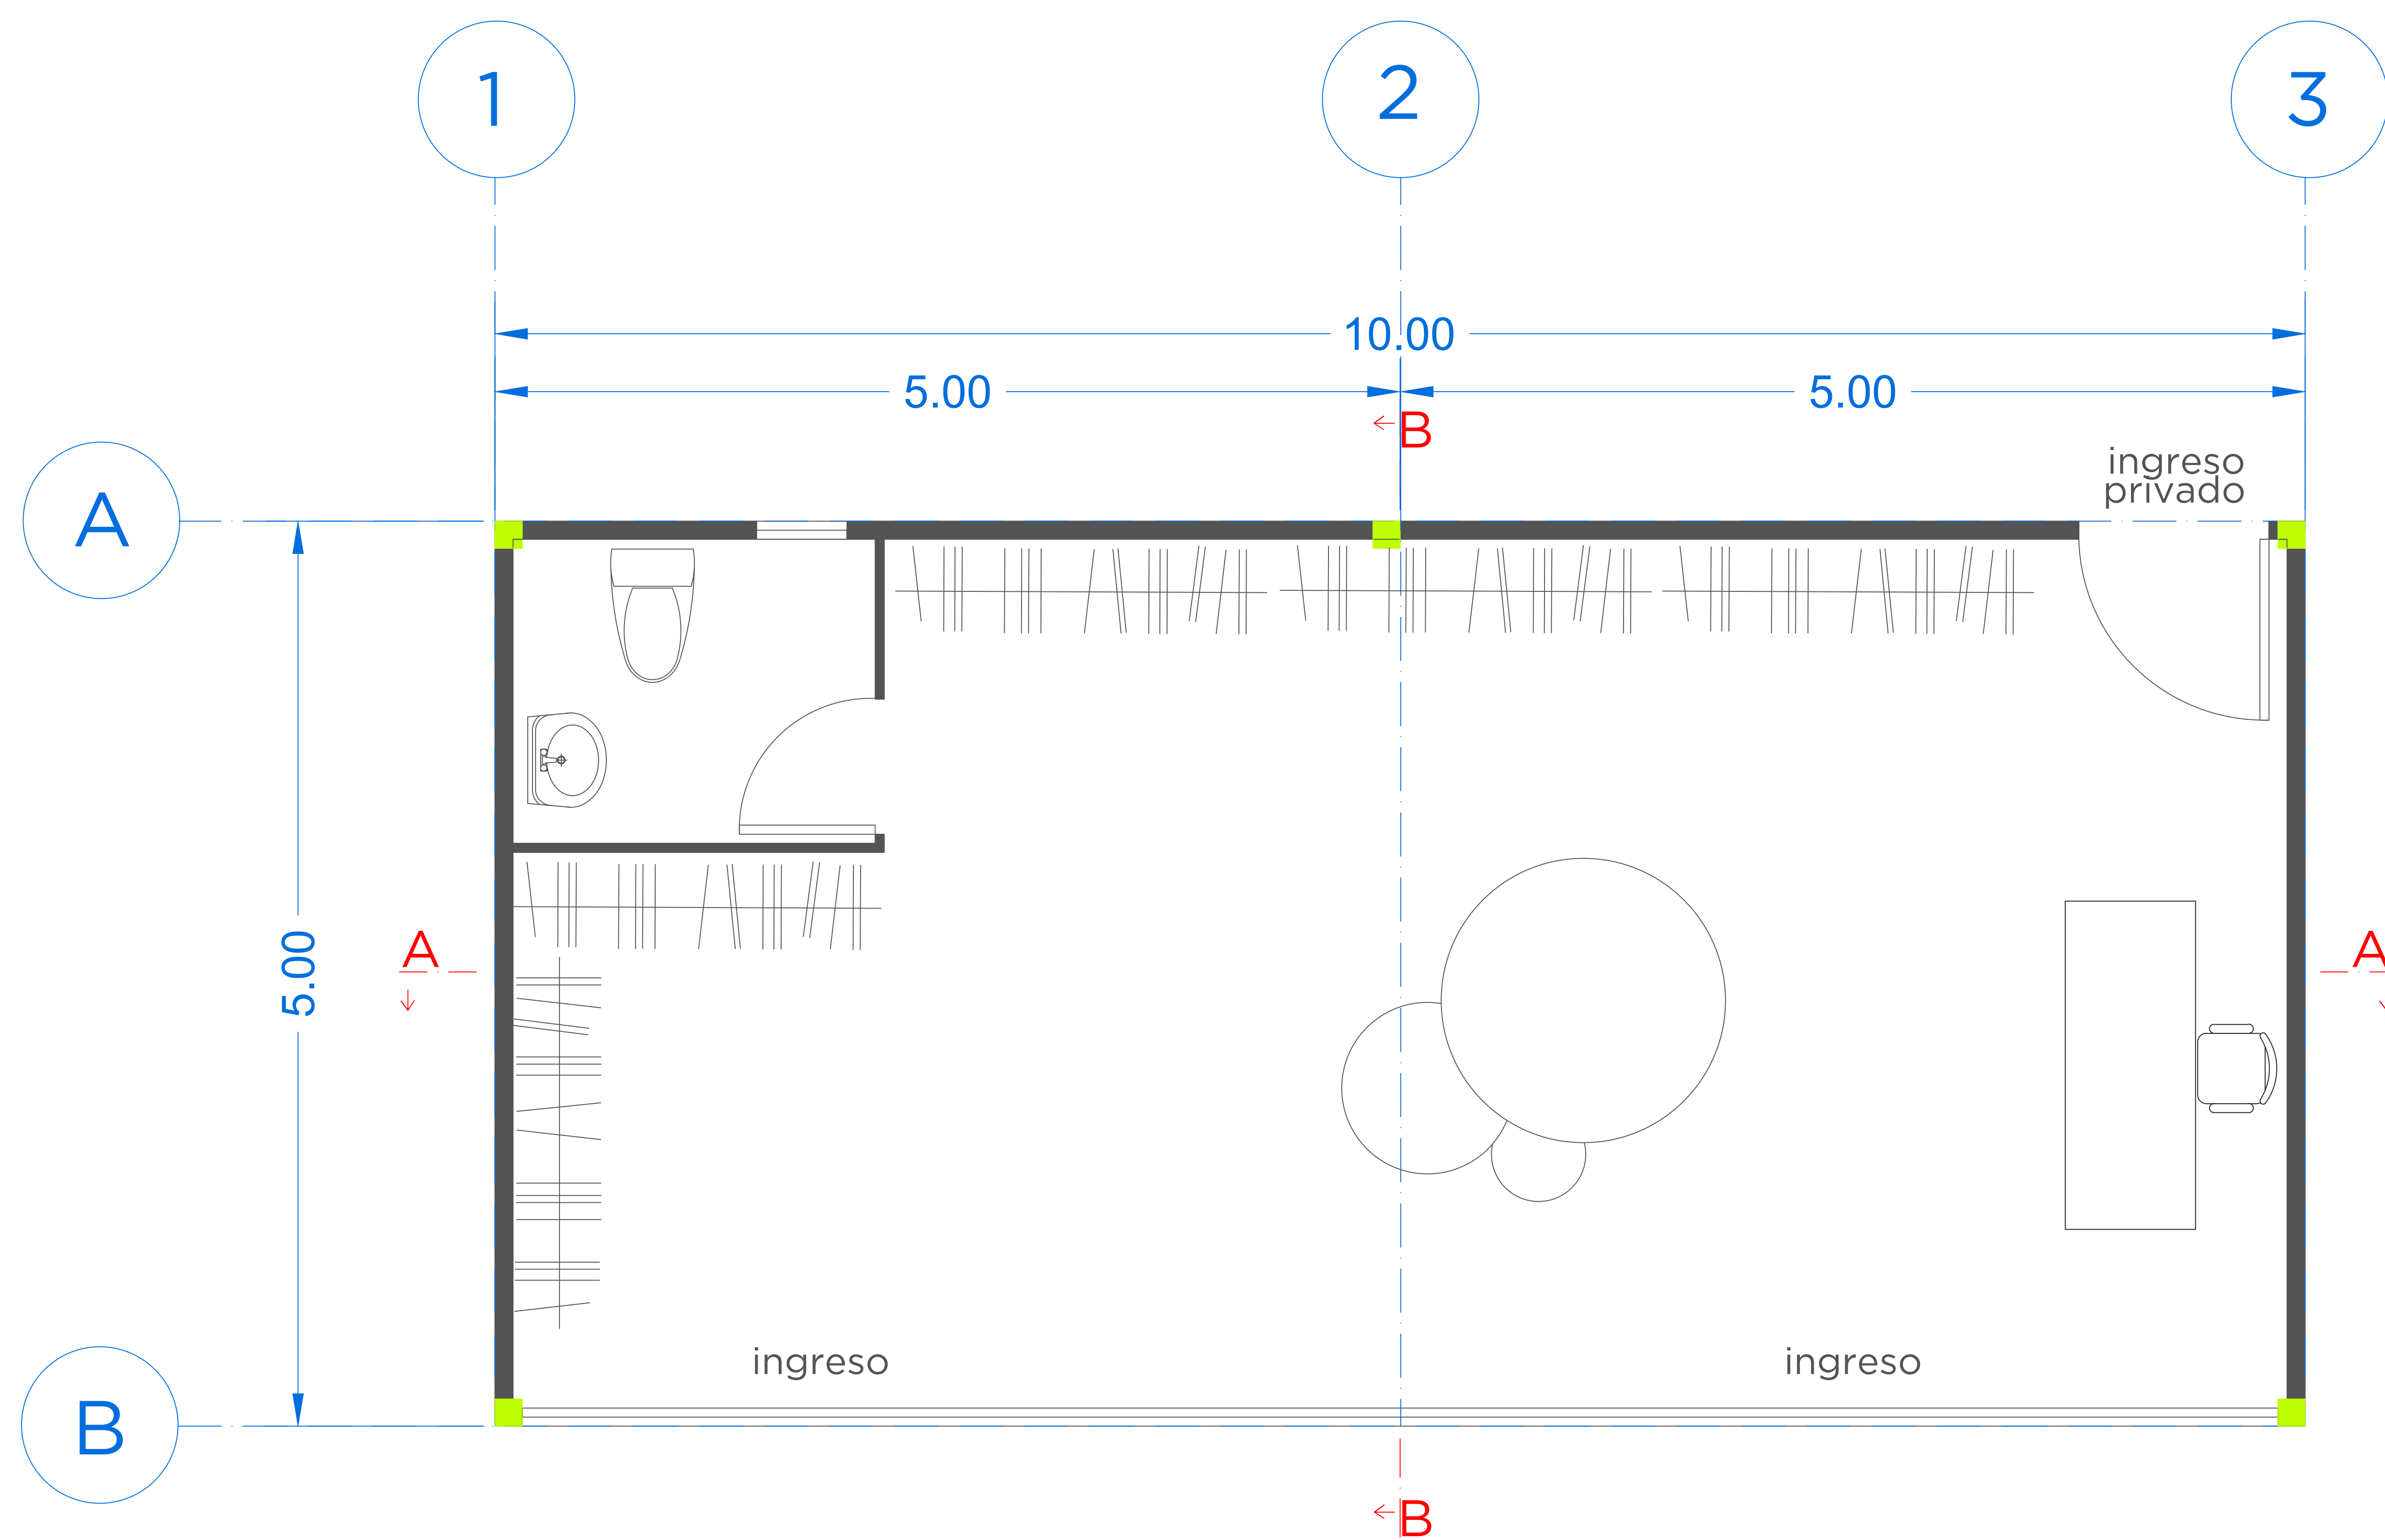 1 2 3
10.00
5.00 5.00
B
ingreso
privado
A
A A
5.00
ingreso ingreso
B
B